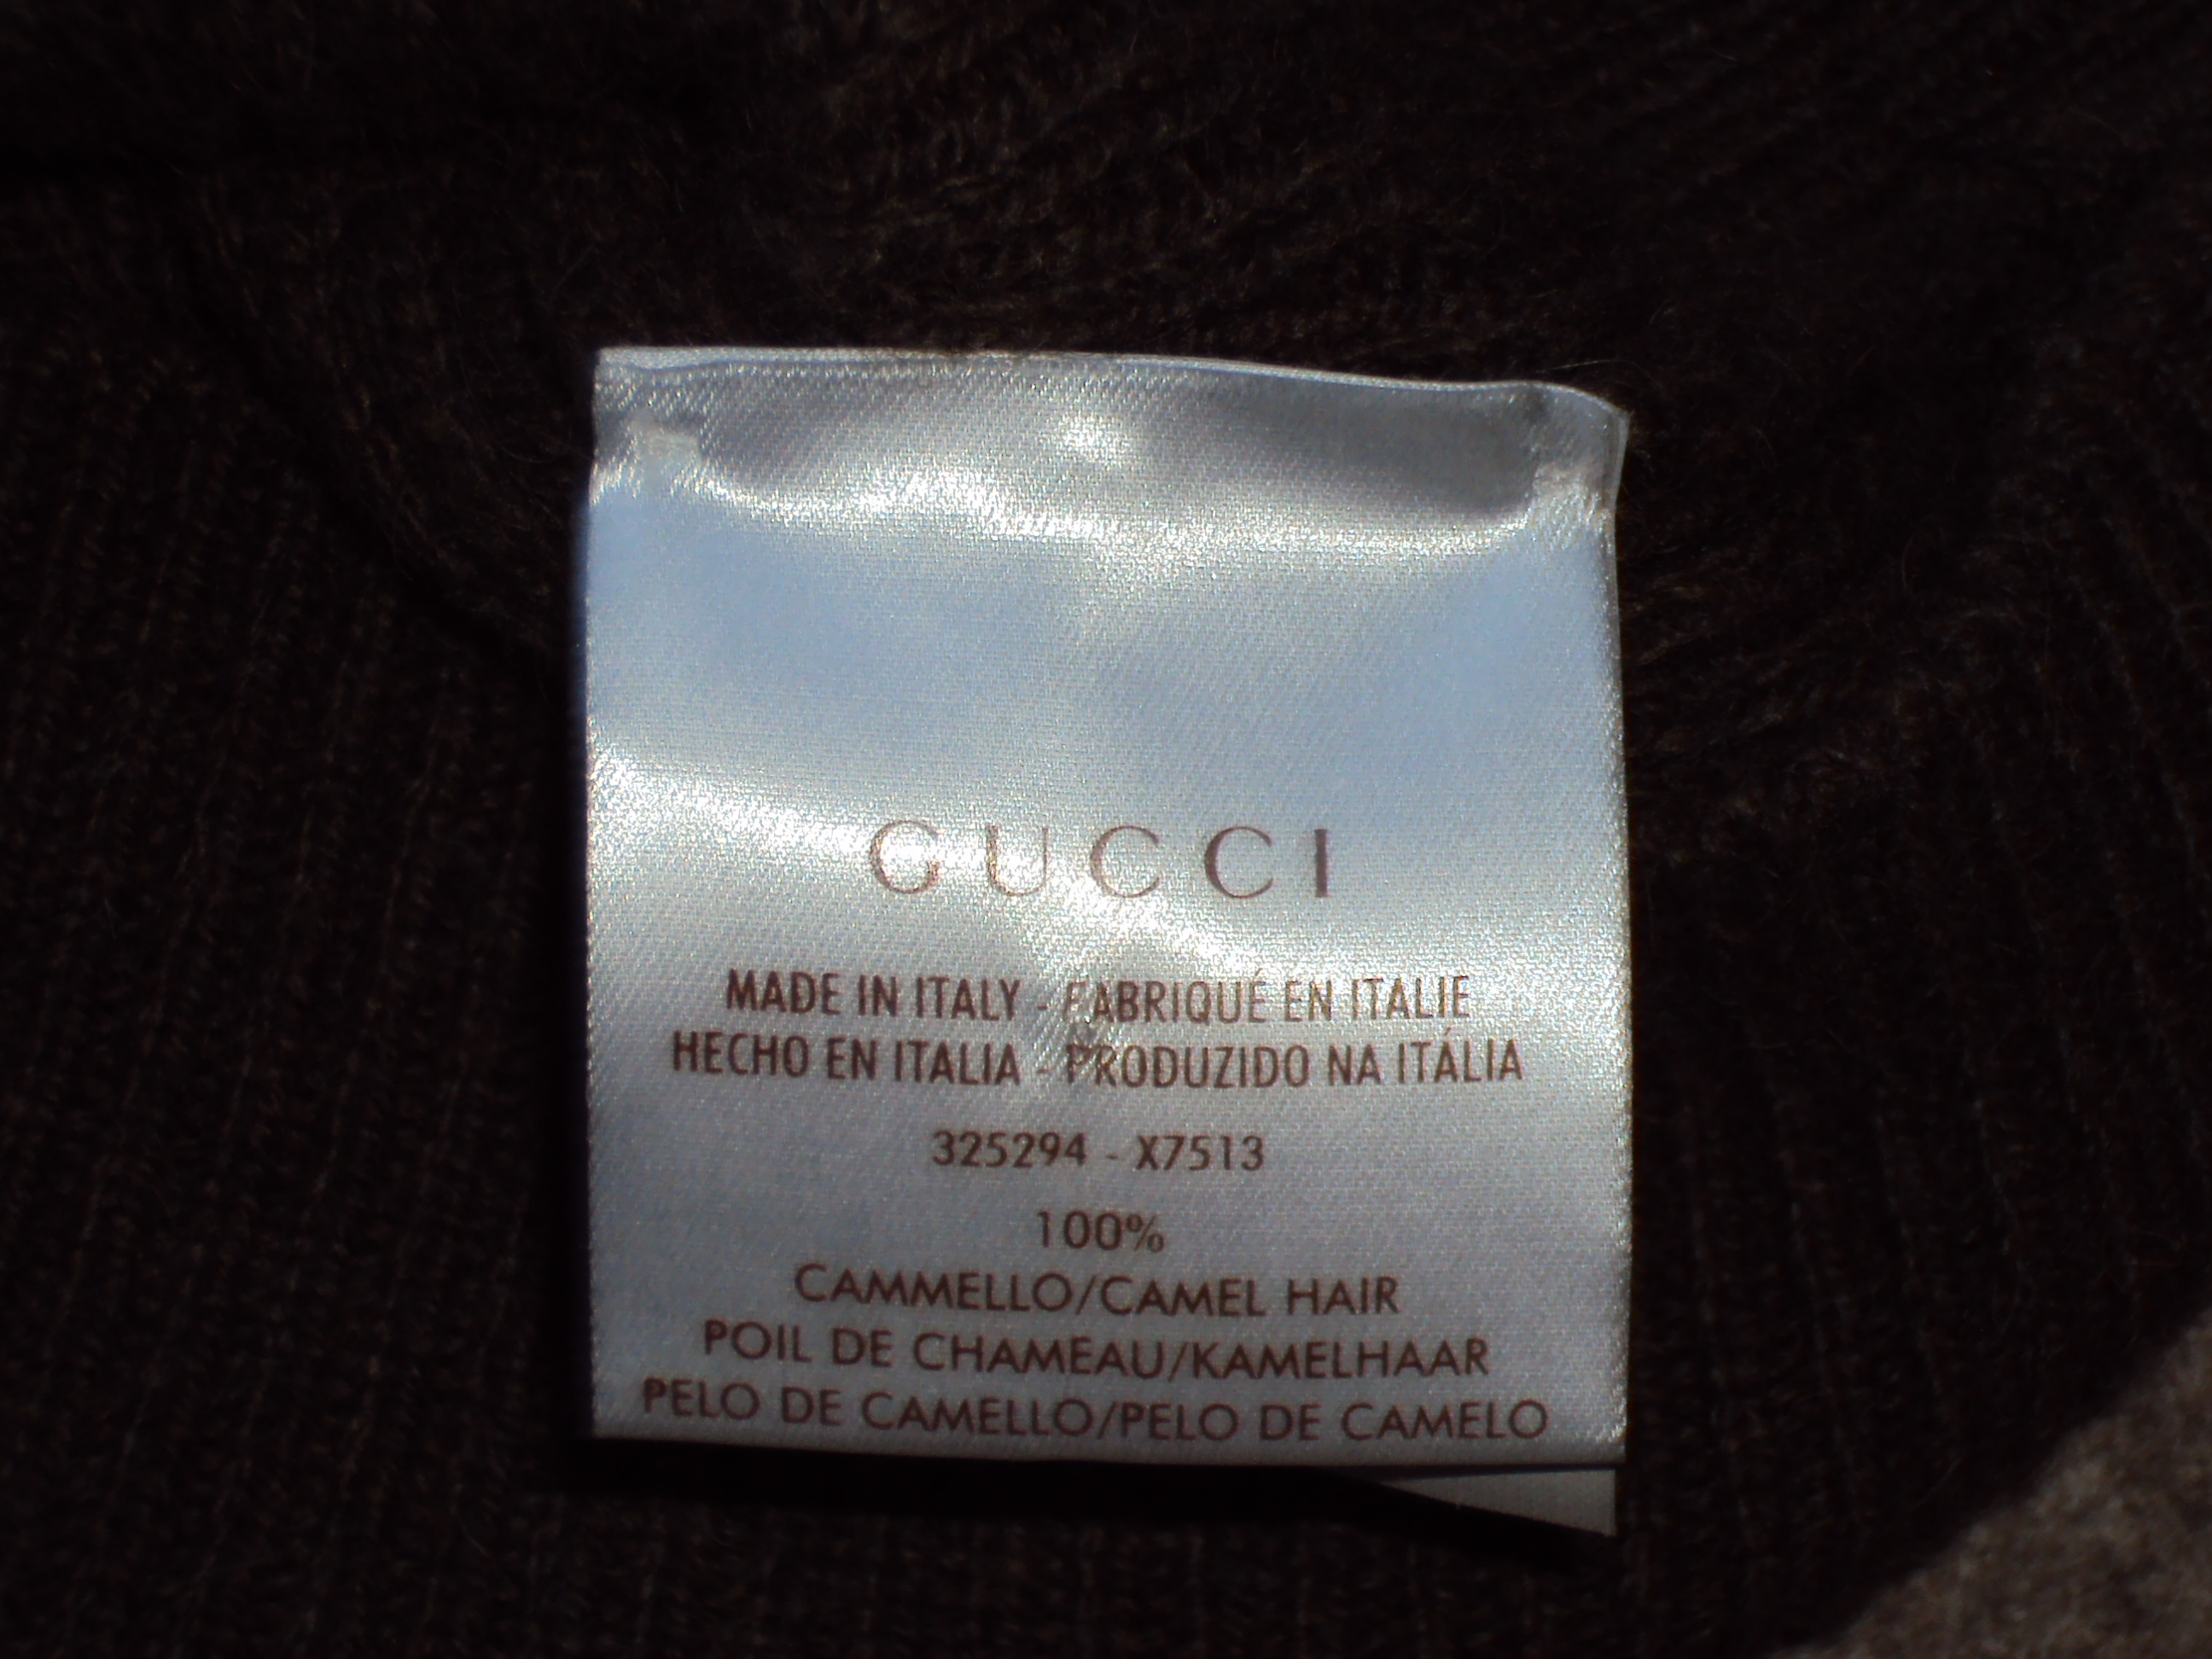 GUCCI
MADE IN ITALY - FABRIQUÉ EN ITALIE
HECHO EN ITALIA - PRODUZIDO NA ITÁLIA
325294 - X7513
100%
CAMMELLO/CAMEL HAIR
POIL DE CHAMEAU/KAMELHAAR
PELO DE CAMELLO/PELO DE CAMELO